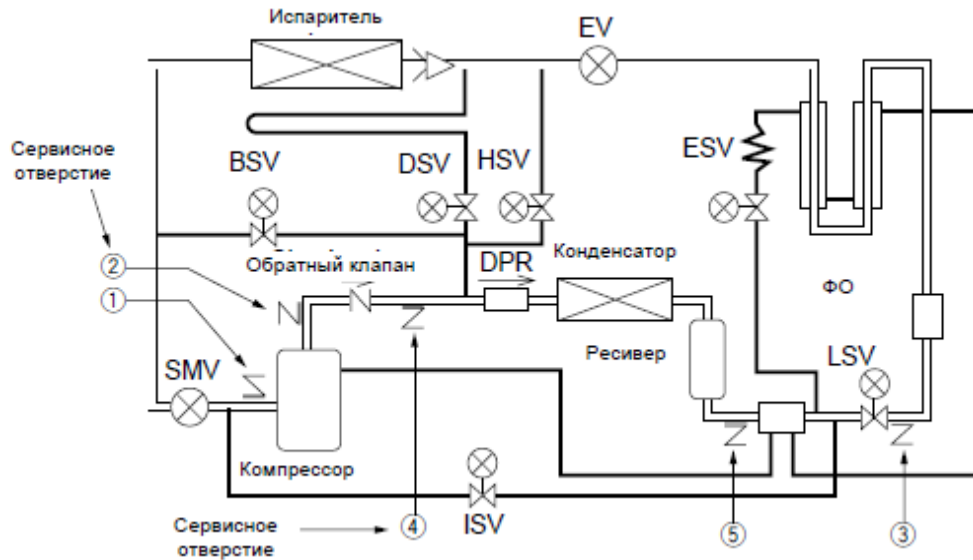 Испаритель
EV
Сервисное
отверстие
BSV
DSV
HSV
ESV
②
Обратный клапан
DPR
Конденсатор
ФО
①
SMV
Ресивер
LSV
Компрессор
Сервисное
отверстие
④
ISV
⑤
③